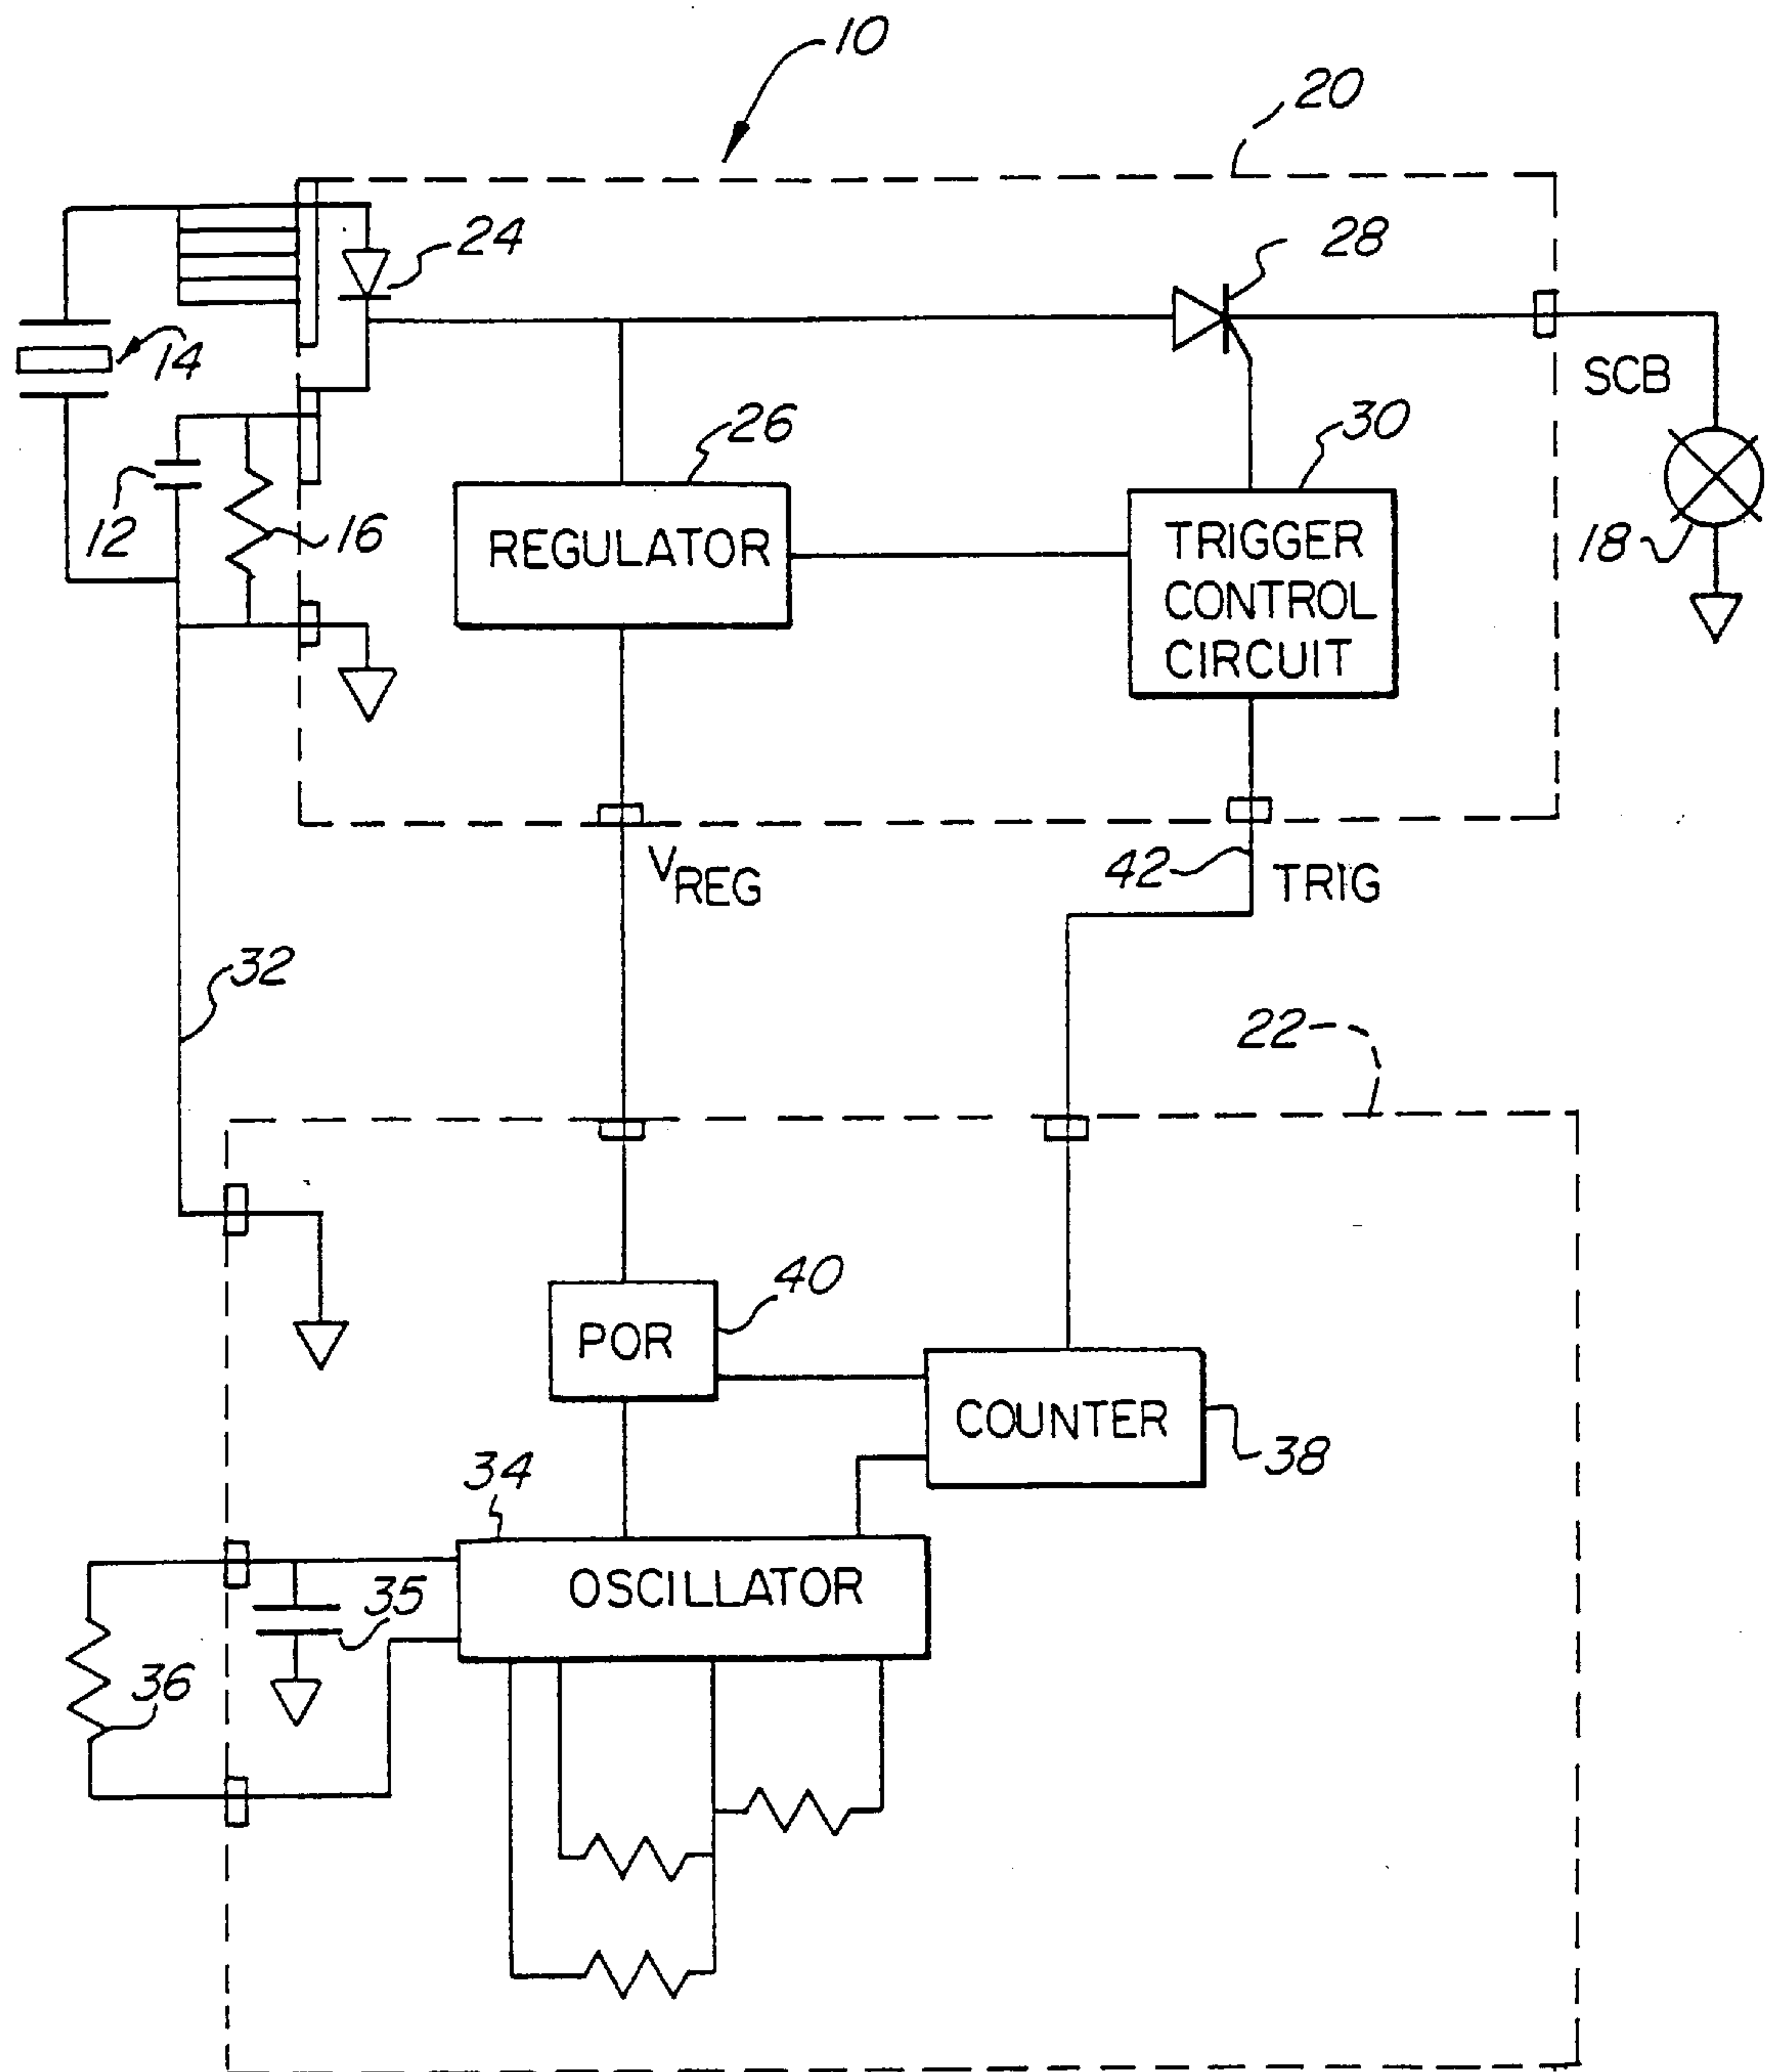 10
20
24
28
14
SCB
26
30
12
16
REGULATOR
TRIGGER
CONTROL
CIRCUIT
18
VREG
42
TRIG
32
22
40
POR
COUNTER
38
34
OSCILLATOR
35
36